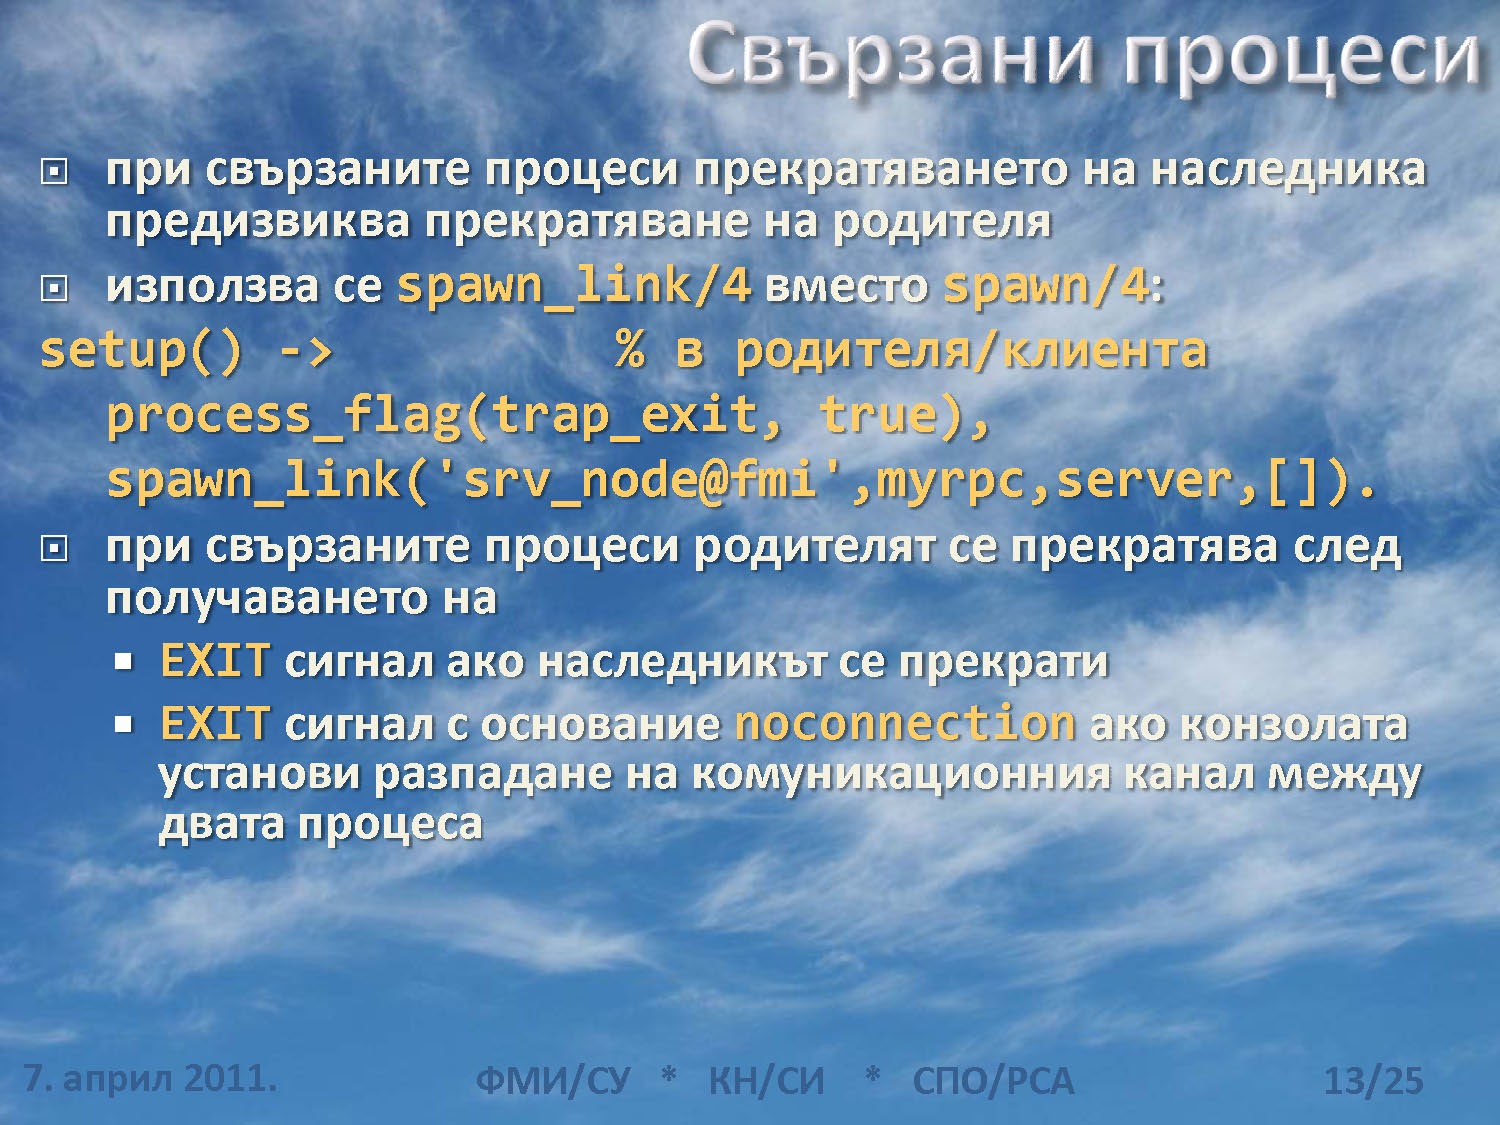 Свързани процеси
при свързаните процеси прекратяването на наследника
предизвиква прекратяване на родителя
използва се spawn_link/4 вместо spawn/4:
setup() -> % в родителя/клиента
process_flag(trap_exit, true),
spawn_link('srv_node@fmi',myrpc,server,[]).
при свързаните процеси родителят се прекратява след
получаването на
EXIT сигнал ако наследникът се прекрати
EXIT сигнал с основание noconnection ако конзолата
установи разпадане на комуникационния канал между
двата процеса
7. април 2011. ФМИ/СУ * КН/СИ * СПО/РСА 13/25